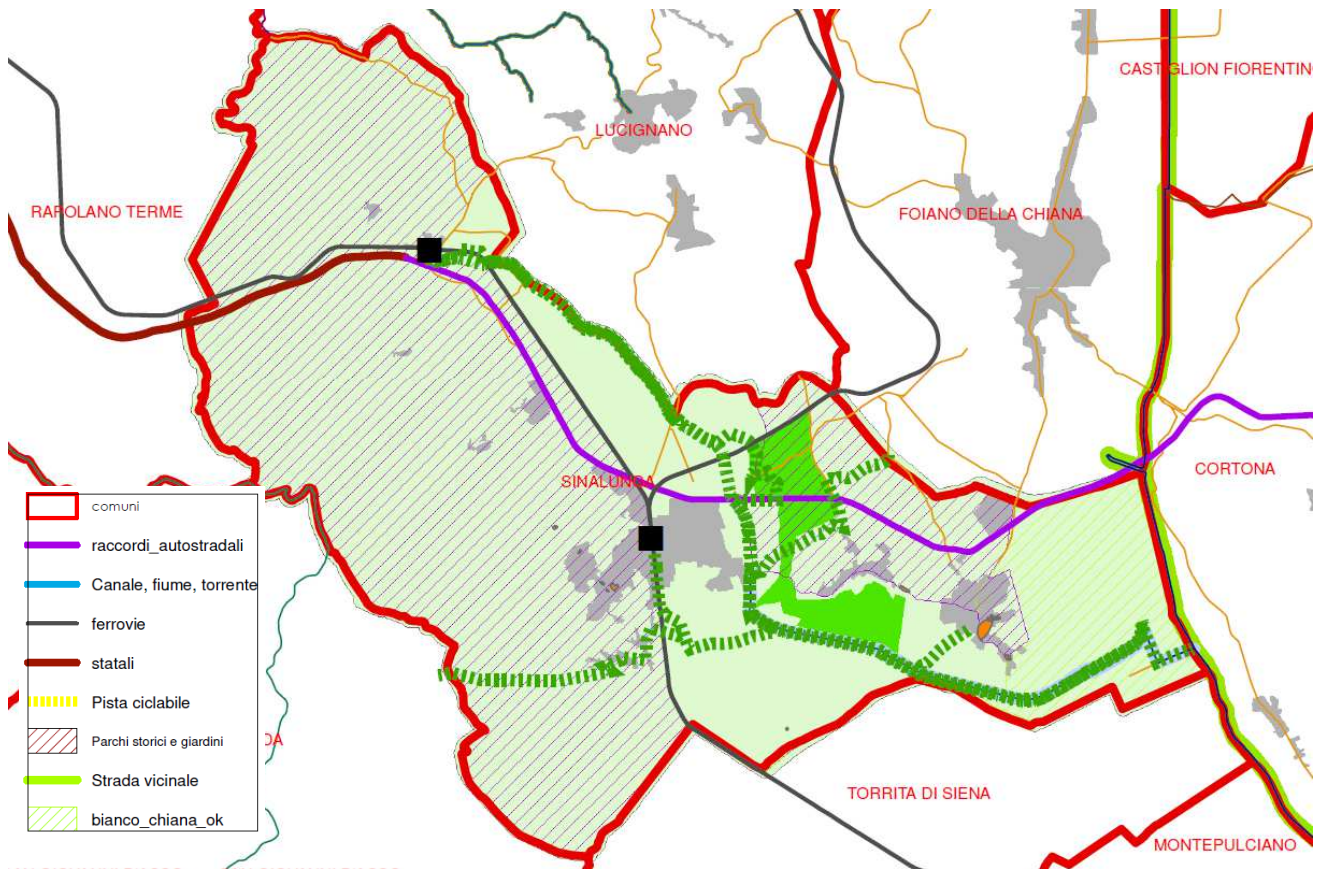 CASTIGLION FIORENTINO
LUCIGNANO
RAPOLANO TERME
FOIANO DELLA CHIANA
CORTONA
SINALUNGA
comuni
raccordi_autostradali
Canale, fiume, torrente
ferrovie
statali
Pista ciclabile
Parchi storici e giardini
DA
Strada vicinale
bianco_chiana_ok
TORRITA DI SIENA
MONTEPULCIANO